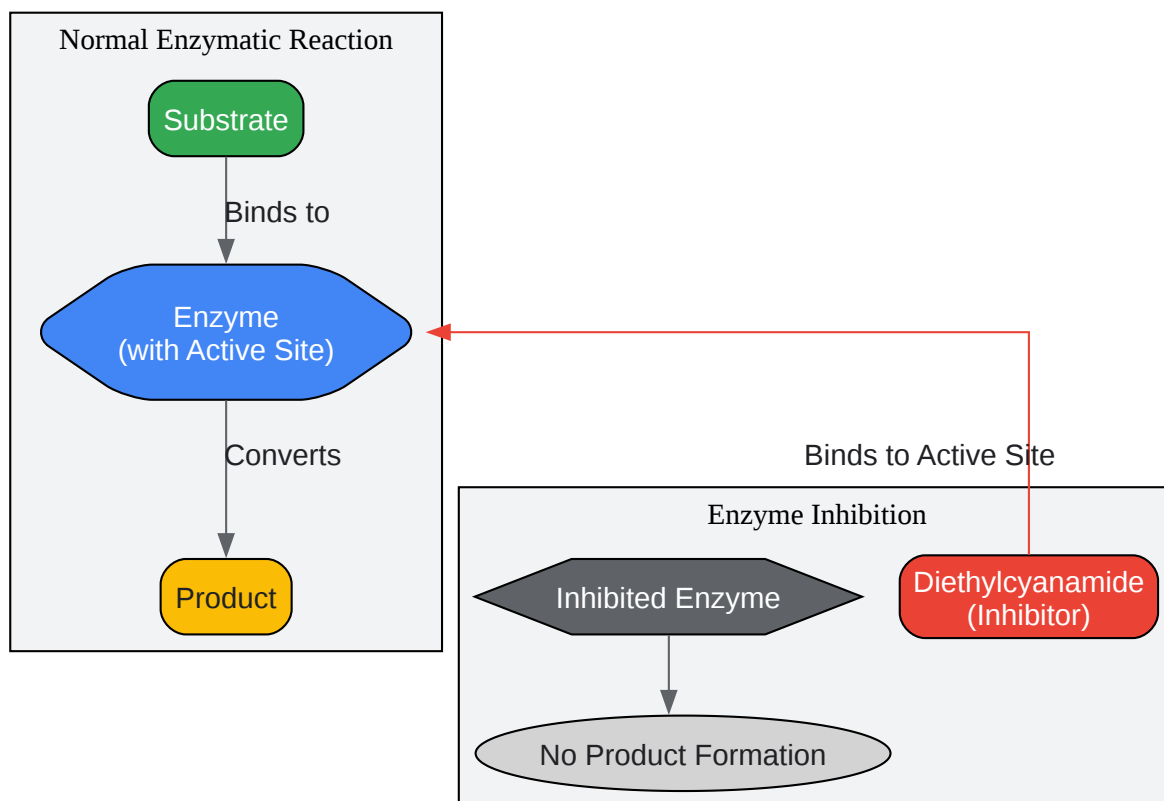 Normal Enzymatic Reaction
Substrate
Binds to
Enzyme
(with Active Site)
Converts
Product
Binds to Active Site
Enzyme Inhibition
Inhibited Enzyme
Diethylcyanamide
(Inhibitor)
No Product Formation